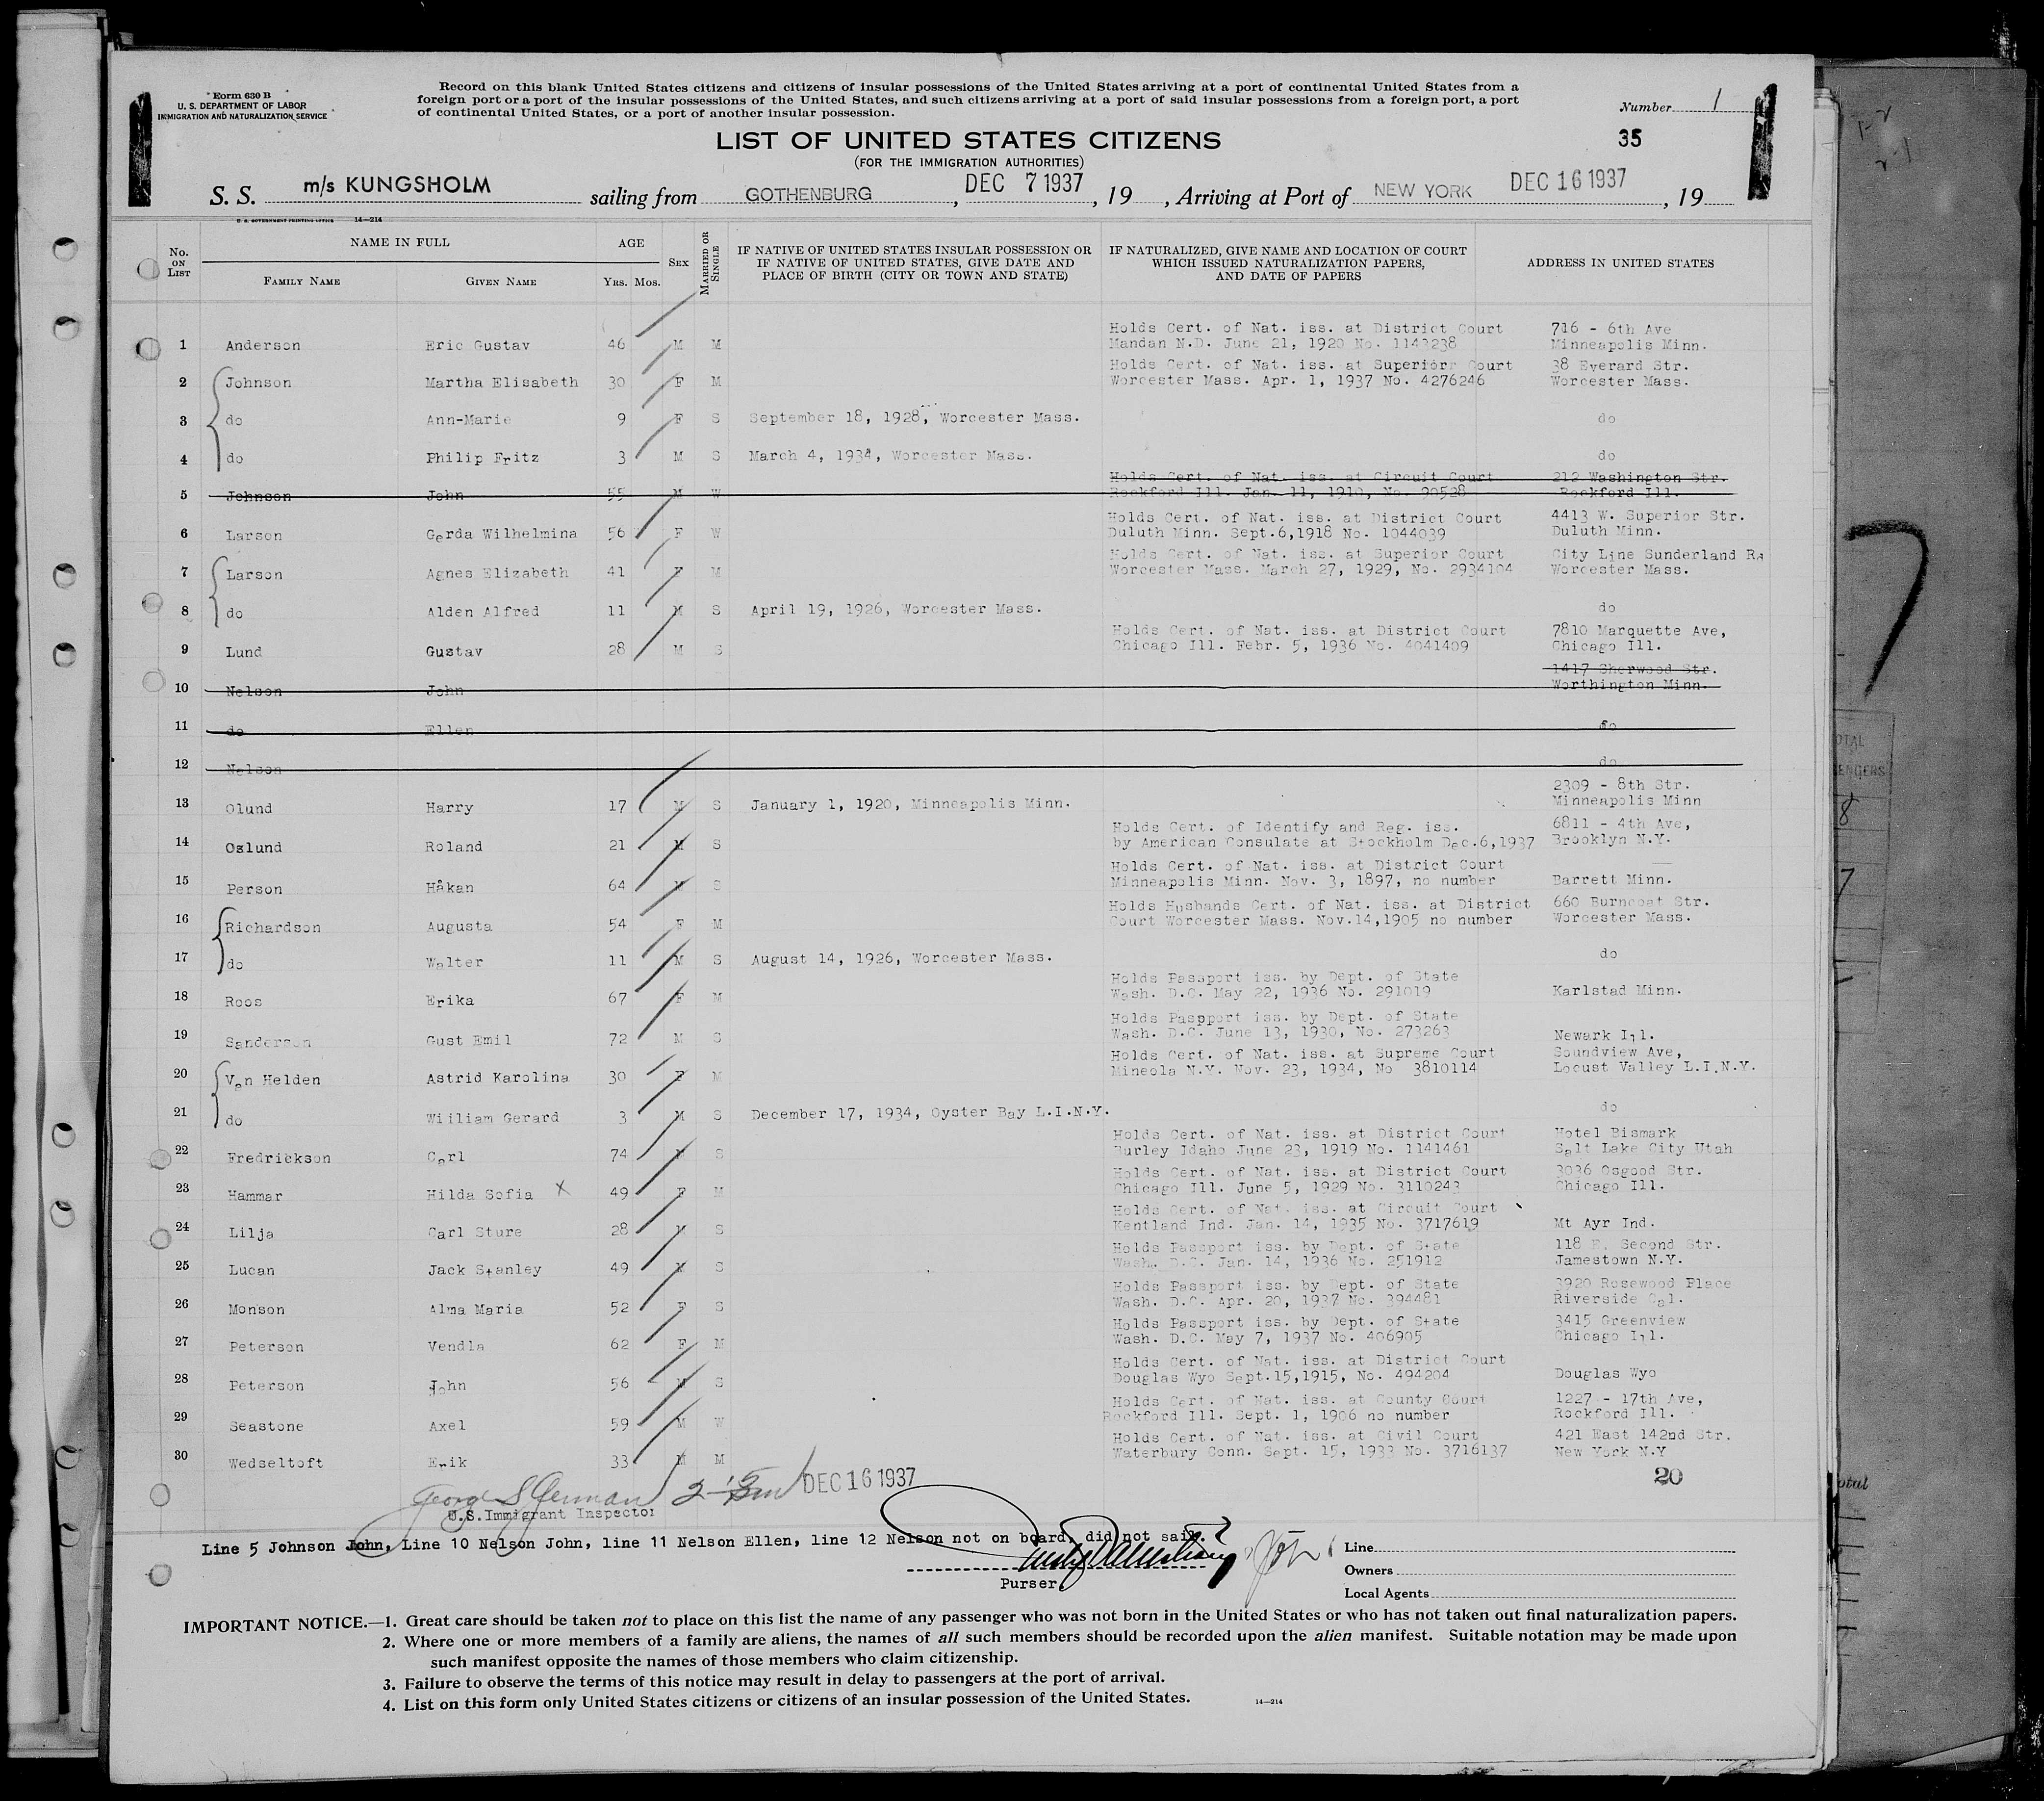 Form 630 B
U. S. DEPARTMENT OF LABOR
IMMIGRATION AND NATURALIZATION SERVICE
Record on this blank United States citizens and citizens of insular possessions of the United States arriving at a port of continental United States from a
foreign port or a port of the insular possessions of the United States, and such citizens arriving at a port of said insular possessions from a foreign port, a port
of continental United States, or a port of another insular possession.
Number 1
35
LIST OF UNITED STATES CITIZENS
(FOR THE IMMIGRATION AUTHORITIES)
S. S. m/s KUNGSHOLM sailing from GOTHENBURG, DEC 7 1937, 19 , Arriving at Port of NEW YORK DEC 16 1937, 19
U. S. GOVERNMENT PRINTING OFFICE 14—214
No. ON LIST
NAME IN FULL
FAMILY NAME GIVEN NAME
AGE
YRS. MOS.
SEX
MARRIED OR SINGLE
IF NATIVE OF UNITED STATES INSULAR POSSESSION OR
IF NATIVE OF UNITED STATES, GIVE DATE AND
PLACE OF BIRTH (CITY OR TOWN AND STATE)
IF NATURALIZED, GIVE NAME AND LOCATION OF COURT
WHICH ISSUED NATURALIZATION PAPERS,
AND DATE OF PAPERS
ADDRESS IN UNITED STATES
Holds Cert. of Nat. iss. at District Court 716 - 6th Ave
1 Anderson Eric Gustav 46 M M Mandan N.D. June 21, 1920 No. 1143238 Minneapolis Minn.
Holds Cert. of Nat. iss. at Superiorr Court 38 Everard Str.
2 Johnson Martha Elisabeth 30 F M Worcester Mass. Apr. 1, 1937 No. 4276246 Worcester Mass.
3 do Ann-Marie 9 F S September 18, 1928, Worcester Mass. do
4 do Philip Fritz 3 M S March 4, 1934, Worcester Mass. do
Holds Cert. of Nat. iss. at Circuit Court 212 Washington Str.
5 Johnson John 55 M W Rockford Ill. Jan. 11, 1910, No. 90528 Rockford Ill.
Holds Cert. of Nat. iss. at District Court 4413 W. Superior Str.
6 Larson Gerda Wilhelmina 56 F W Duluth Minn. Sept.6,1918 No. 1044039 Duluth Minn.
Holds Cert. of Nat. iss. at Superior Court City Line Sunderland Rd
7 Larson Agnes Elizabeth 41 F M Worcester Mass. March 27, 1929, No. 2934104 Worcester Mass.
8 do Alden Alfred 11 M S April 19, 1926, Worcester Mass. do
Holds Cert. of Nat. iss. at District Court 7810 Marquette Ave,
9 Lund Gustav 28 M S Chicago Ill. Febr. 5, 1936 No. 4041409 Chicago Ill.
1417 Sherwood Str.
10 Nelson John Worthington Minn.
11 do Ellen do
12 Nelson do
2309 - 8th Str.
13 Olund Harry 17 M S January 1, 1920, Minneapolis Minn. Minneapolis Minn
Holds Cert. of Identify and Reg. iss. 6811 - 4th Ave,
14 Oslund Roland 21 M S by American Consulate at Stockholm Dec.6,1937 Brooklyn N.Y.
Holds Cert. of Nat. iss. at District Court
15 Person Håkan 64 M S Minneapolis Minn. Nov. 3, 1897, no number Barrett Minn.
Holds Husbands Cert. of Nat. iss. at District 660 Burncoat Str.
16 Richardson Augusta 54 F M Court Worcester Mass. Nov.14,1905 no number Worcester Mass.
17 do Walter 11 M S August 14, 1926, Worcester Mass. do
Holds Passport iss. by Dept. of State
18 Roos Erika 67 F M Wash. D.C. May 22, 1936 No. 291019 Karlstad Minn.
Holds Passport iss. by Dept. of State
19 Sanderson Gust Emil 72 M S Wash. D.C. June 13, 1930, No. 273263 Newark Ill.
Holds Cert. of Nat. iss. at Supreme Court Soundview Ave,
20 Van Helden Astrid Karolina 30 F M Mineola N.Y. Nov. 23, 1934, No 3810114 Locust Valley L.I.N.Y.
21 do William Gerard 3 M S December 17, 1934, Oyster Bay L.I.N.Y. do
Holds Cert. of Nat. iss. at District Court Hotel Bismark
22 Fredrickson Carl 74 M S Burley Idaho June 23, 1919 No. 1141461 Salt Lake City Utah
Holds Cert. of Nat. iss. at District Court 3036 Osgood Str.
23 Hammar Hilda Sofia X 49 F M Chicago Ill. June 5, 1929 No. 3110243 Chicago Ill.
Holds Cert. of Nat. iss. at Circuit Court
24 Lilja Carl Sture 28 M S Kentland Ind. Jan. 14, 1935 No. 3717619 Mt Ayr Ind.
Holds Passport iss. by Dept. of State 118 E. Second Str.
25 Lucan Jack Stanley 49 M S Wash. D.C. Jan. 14, 1936 No. 251912 Jamestown N.Y.
Holds Passport iss. by Dept. of State 3920 Rosewood Place
26 Monson Alma Maria 52 F S Wash. D.C. Apr. 20, 1937 No. 394481 Riverside Cal.
Holds Passport iss. by Dept. of State 3415 Greenview
27 Peterson Vendla 62 F M Wash. D.C. May 7, 1937 No. 406905 Chicago Ill.
Holds Cert. of Nat. iss. at District Court
28 Peterson John 56 M S Douglas Wyo Sept.15,1915, No. 494204 Douglas Wyo
Holds Cert. of Nat. iss. at County Court 1227 - 17th Ave,
29 Seastone Axel 59 M W Rockford Ill. Sept. 1, 1906 no number Rockford Ill.
Holds Cert. of Nat. iss. at Civil Court 421 East 142nd Str.
30 Wedseltoft Erik 33 M M Waterbury Conn. Sept. 15, 1933 No. 3716137 New York N.Y
DEC 16 1937
20
U.S. Immigrant Inspector
Line 5 Johnson John, Line 10 Nelson John, line 11 Nelson Ellen, line 12 Nelson not on board, did not sail.
Purser
Line
Owners
Local Agents
IMPORTANT NOTICE.—1. Great care should be taken not to place on this list the name of any passenger who was not born in the United States or who has not taken out final naturalization papers.
2. Where one or more members of a family are aliens, the names of all such members should be recorded upon the alien manifest. Suitable notation may be made upon
such manifest opposite the names of those members who claim citizenship.
3. Failure to observe the terms of this notice may result in delay to passengers at the port of arrival.
4. List on this form only United States citizens or citizens of an insular possession of the United States. 14—214